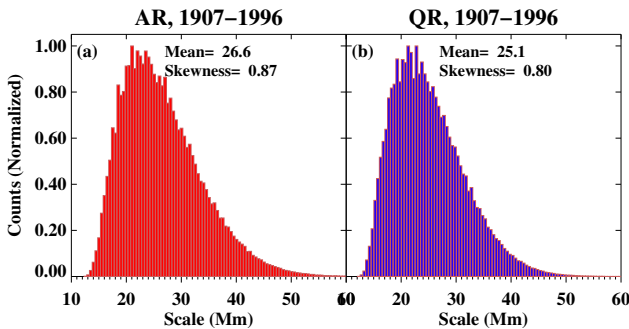 AR, 1907−1996
QR, 1907−1996
(a)
Mean= 26.6
Skewness= 0.87
(b)
Mean= 25.1
Skewness= 0.80
Counts (Normalized)
1.00
0.80
0.60
0.40
0.20
0.00
10 20 30 40 50 60
10 20 30 40 50 60
Scale (Mm)
Scale (Mm)